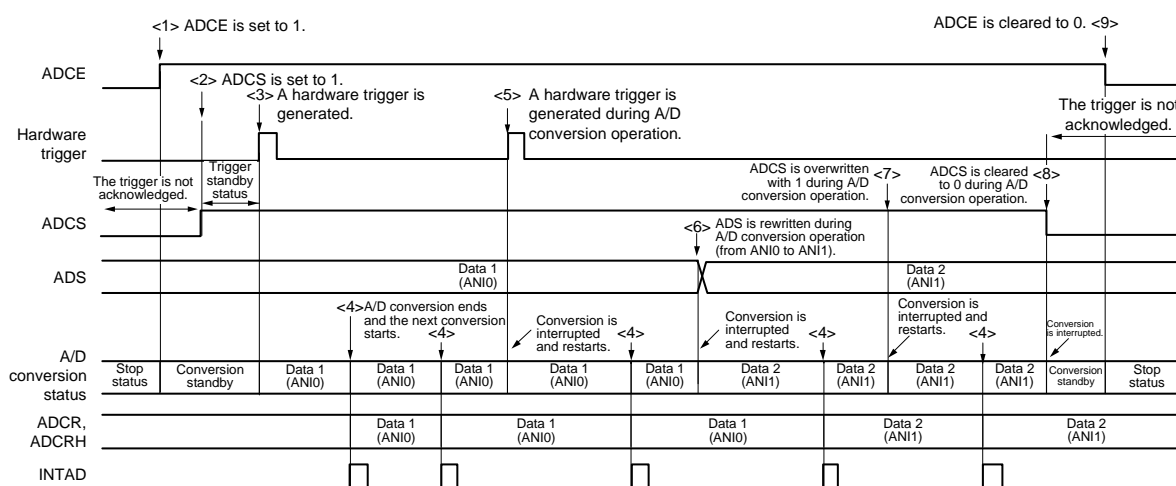 <1> ADCE is set to 1.
ADCE is cleared to 0. <9>
ADCE
<2> ADCS is set to 1.
<3> A hardware trigger is
generated.
<5> A hardware trigger is
generated during A/D
conversion operation.
The trigger is not
acknowledged.
Hardware
trigger
The trigger is not
acknowledged.
Trigger
standby
status
ADCS is overwritten
with 1 during A/D
conversion operation.
<7>
ADCS is cleared
to 0 during A/D
conversion operation.
<8>
ADCS
<6> ADS is rewritten during
A/D conversion operation
(from ANI0 to ANI1).
ADS
Data 1
(ANI0)
Data 2
(ANI1)
<4> A/D conversion ends
and the next conversion
starts.
<4>
Conversion is
interrupted
and restarts.
<4>
Conversion is
interrupted
and restarts.
<4>
Conversion is
interrupted and
restarts.
<4>
Conversion
is interrupted.
A/D
conversion
status
Stop
status
Conversion
standby
Data 1
(ANI0)
Data 1
(ANI0)
Data 1
(ANI0)
Data 1
(ANI0)
Data 1
(ANI0)
Data 2
(ANI1)
Data 2
(ANI1)
Data 2
(ANI1)
Data 2
(ANI1)
Conversion
standby
Stop
status
ADCR,
ADCRH
Data 1
(ANI0)
Data 1
(ANI0)
Data 1
(ANI0)
Data 2
(ANI1)
Data 2
(ANI1)
INTAD